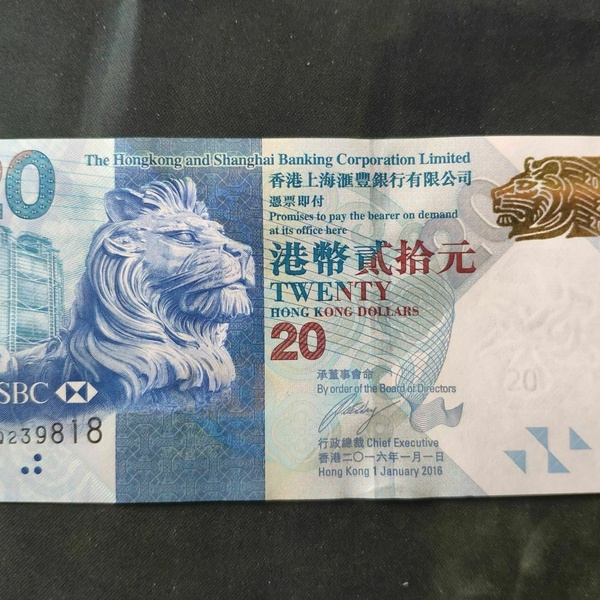 20
The Hongkong and Shanghai Banking Corporation Limited
香港上海滙豐銀行有限公司
憑票即付
Promises to pay the bearer on demand
at its office here
港幣貳拾元
TWENTY
HONG KONG DOLLARS
20
承董事會命
By order of the Board of Directors
行政總裁 Chief Executive
香港二〇一六年一月一日
Hong Kong 1 January 2016
SBC
239818
20
20